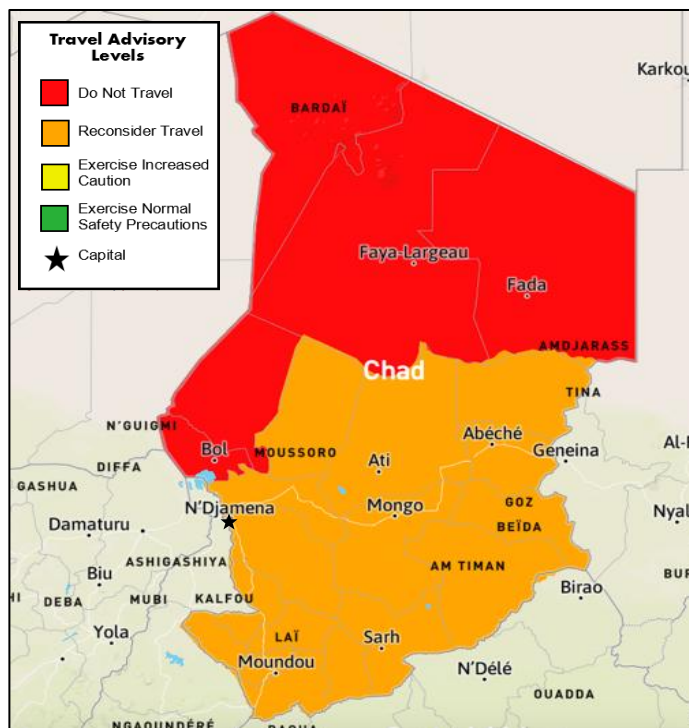 Travel Advisory
Levels
Do Not Travel
Reconsider Travel
Exercise Increased
Caution
Exercise Normal
Safety Precautions
Capital
Karkou
BARDAÏ
Faya-Largeau
Fada
AMDJARASS
Chad
TINA
N'GUIGMI
Bol
MOUSSORO
Abéché
Geneina
Al-F
DIFFA
Ati
GASHUA
N'Djamena
Mongo
GOZ
BEÏDA
Nyal
Damaturu
ASHIGASHIYA
AM TIMAN
Biu
Birao
BUR
HI
DEBA
MUBI
KALFOU
Yola
LAÏ
Sarh
Moundou
N'Délé
OUADDA
NGAOUNDÉRÉ